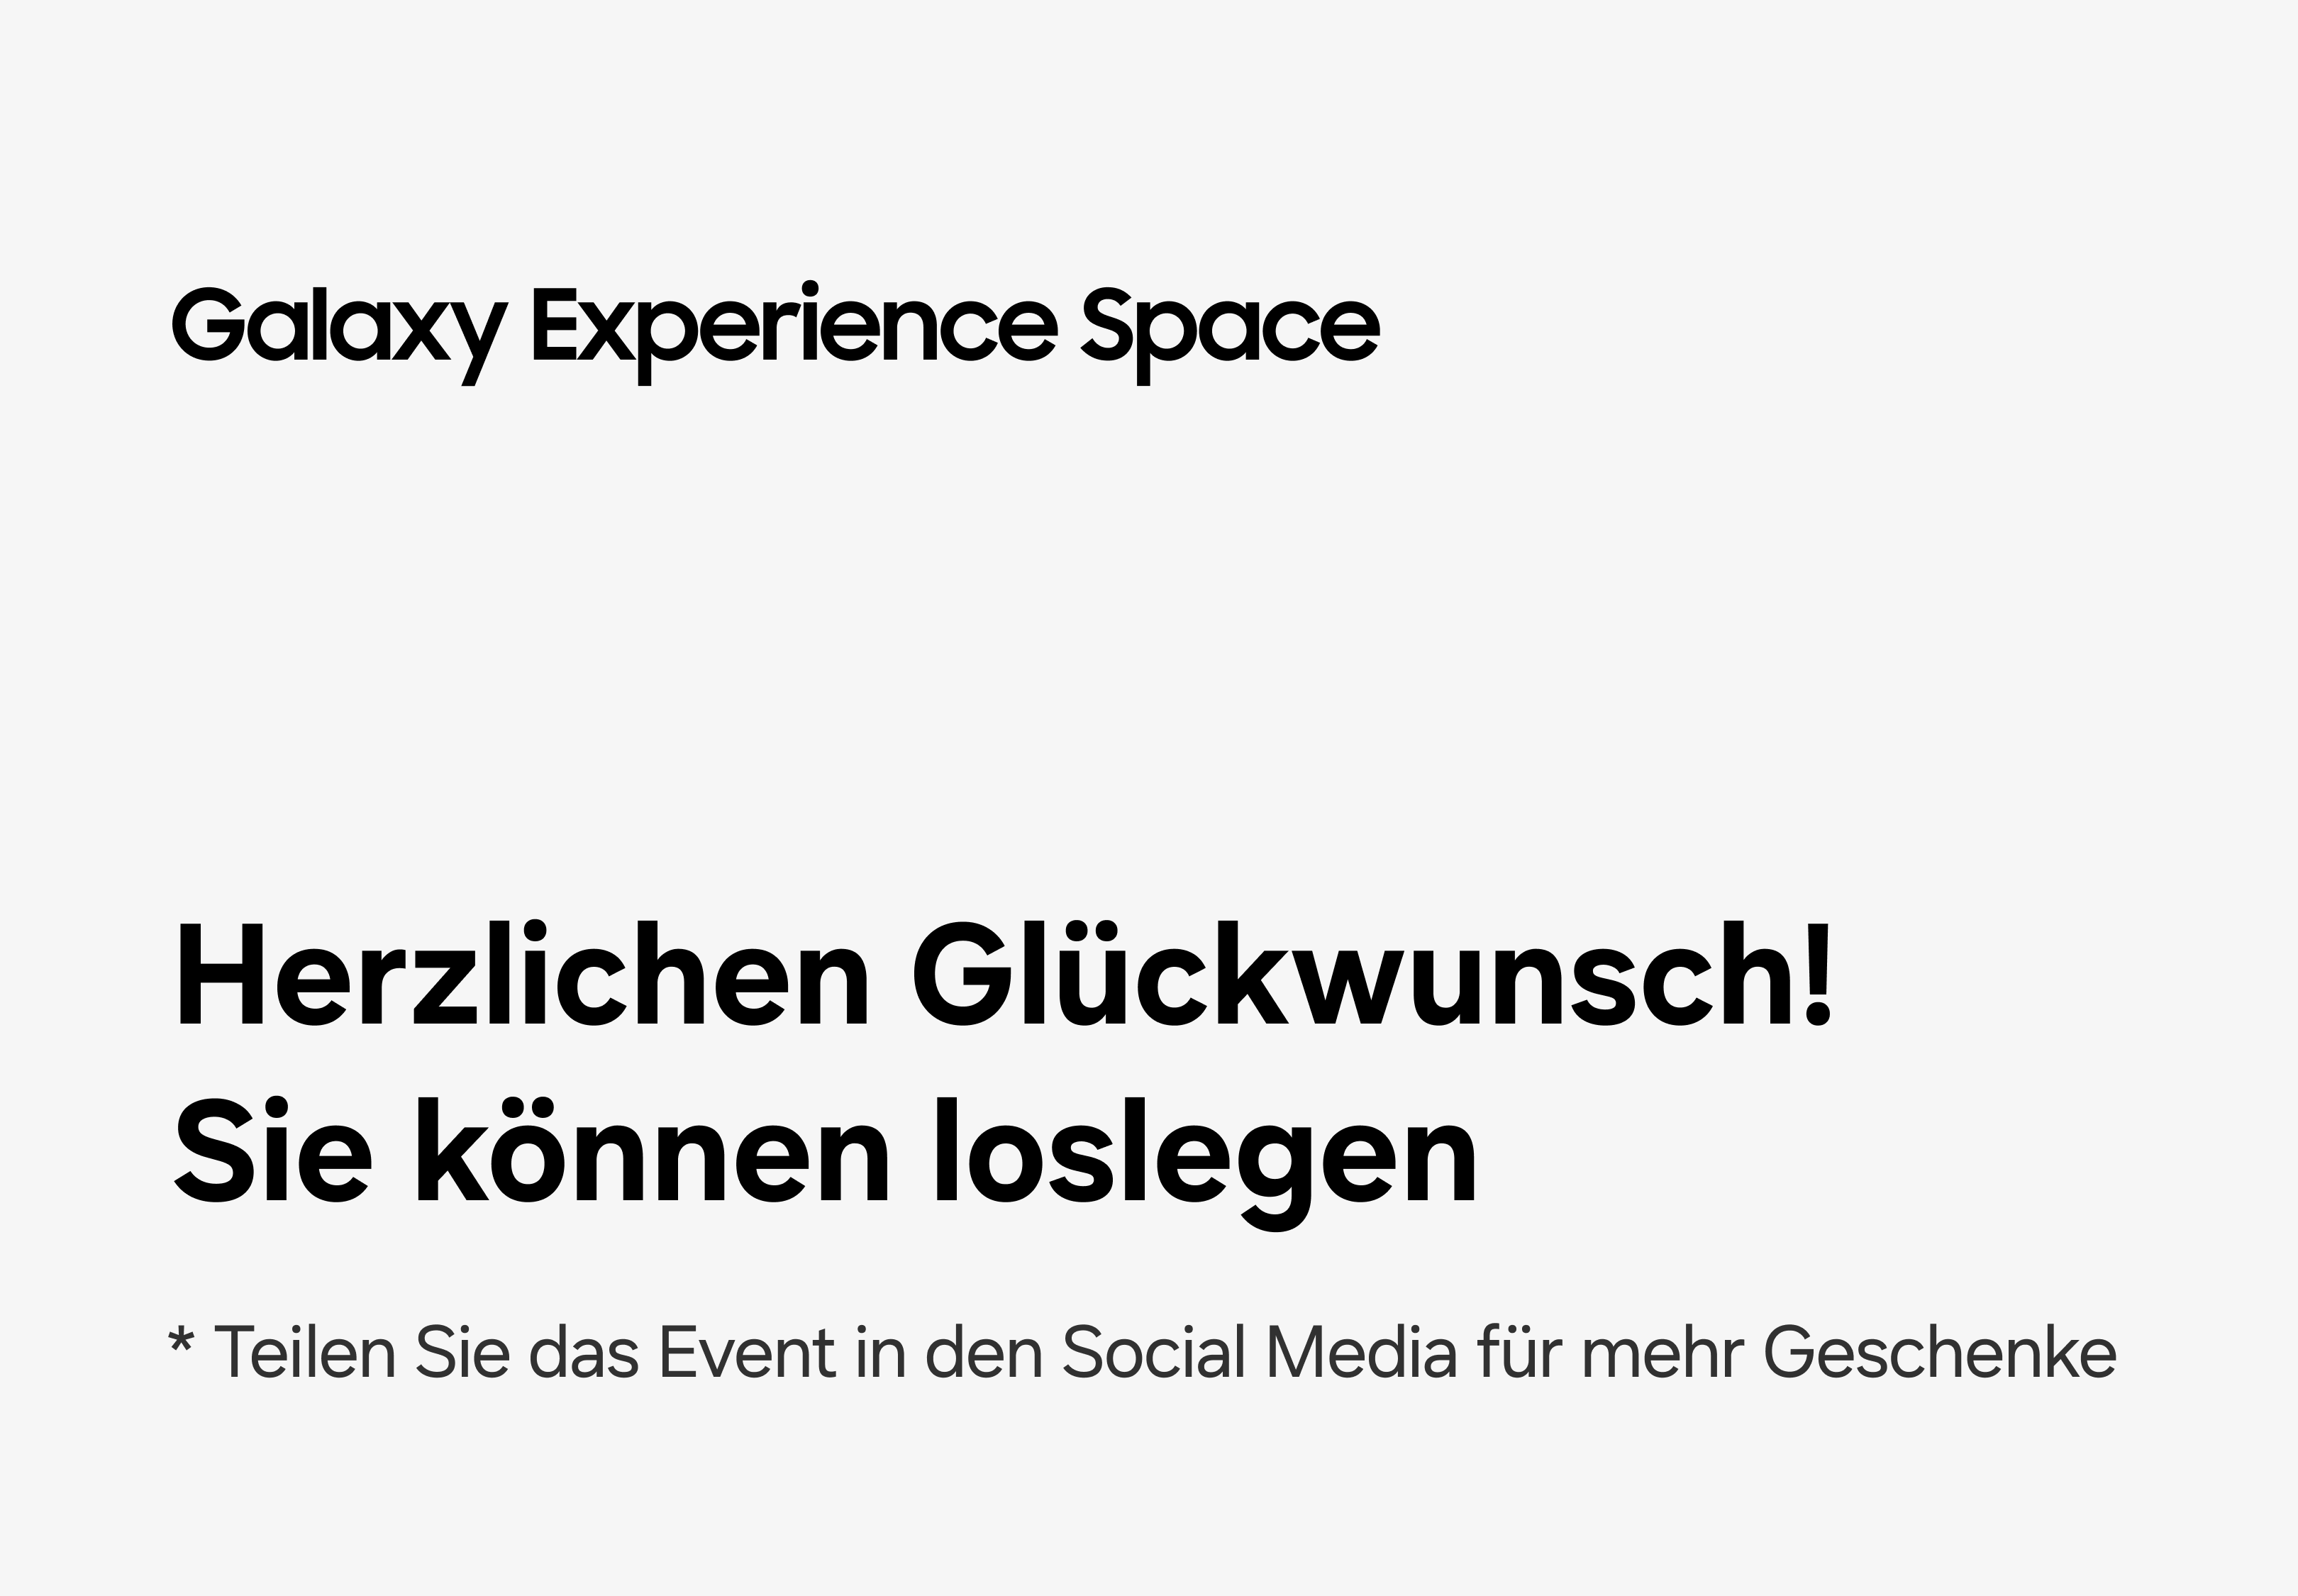 Galaxy Experience Space
Herzlichen Glückwunsch!
Sie können loslegen
* Teilen Sie das Event in den Social Media für mehr Geschenke